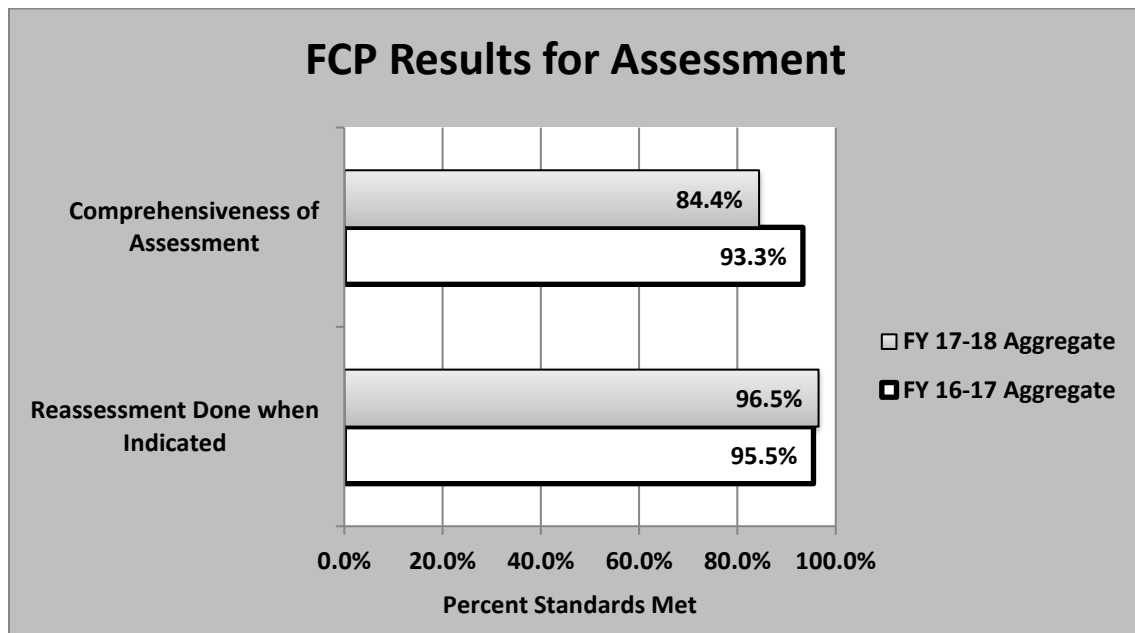 FCP Results for Assessment
Comprehensiveness of
Assessment
84.4%
93.3%
Reassessment Done when
Indicated
96.5%
95.5%
FY 17-18 Aggregate
FY 16-17 Aggregate
0.0% 20.0% 40.0% 60.0% 80.0% 100.0%
Percent Standards Met